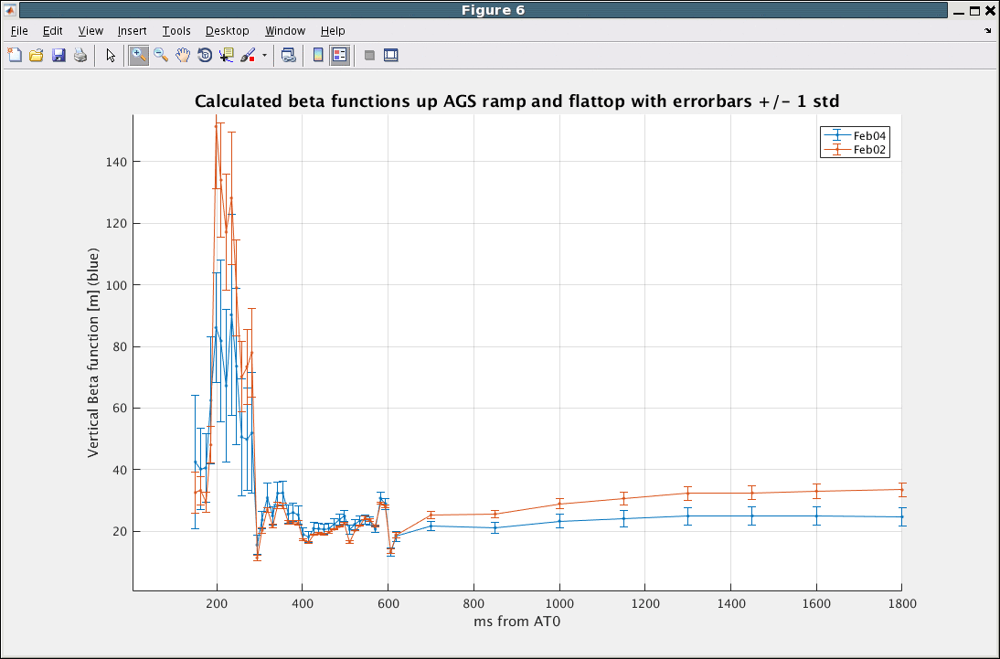 Figure 6
File Edit View Insert Tools Desktop Window Help
Calculated beta functions up AGS ramp and flattop with errorbars +/- 1 std
Feb04
Feb02
Vertical Beta function [m] (blue)
140
120
100
80
60
40
20
200 400 600 800 1000 1200 1400 1600 1800
ms from AT0